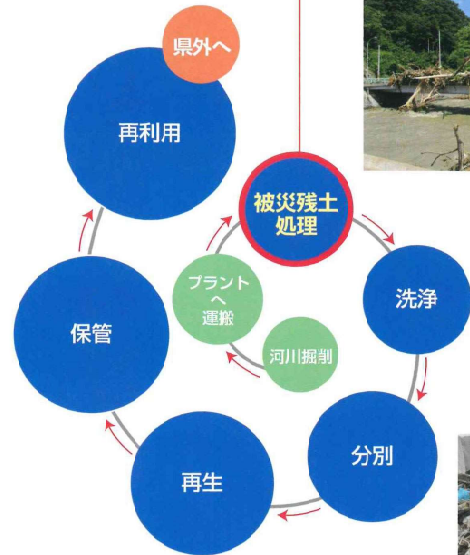 県外へ
再利用
被災残土
処理
プラント
へ
運搬
洗浄
保管
河川掘削
分別
再生